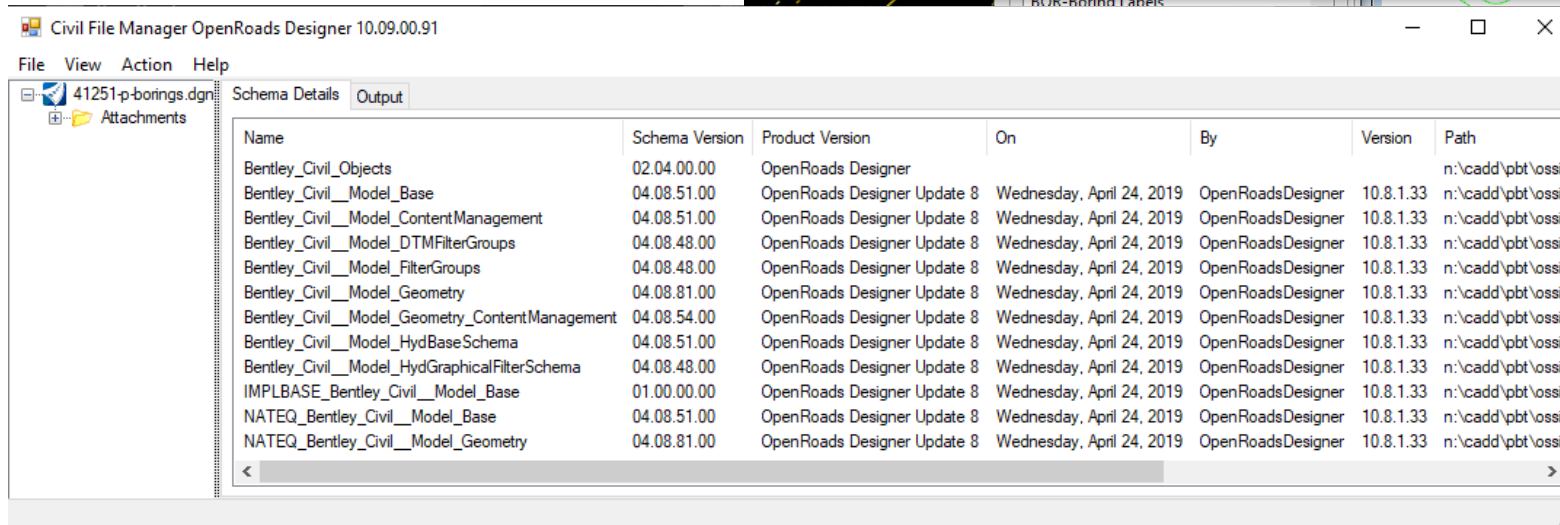 BOR-Boring Labels
Civil File Manager OpenRoads Designer 10.09.00.91
File View Action Help
41251-p-borings.dgn
Attachments
Schema Details Output
Name Schema Version Product Version On By Version Path
Bentley_Civil_Objects 02.04.00.00 OpenRoads Designer n:\cadd\pbt\ossi
Bentley_Civil__Model_Base 04.08.51.00 OpenRoads Designer Update 8 Wednesday, April 24, 2019 OpenRoadsDesigner 10.8.1.33 n:\cadd\pbt\ossi
Bentley_Civil__Model_ContentManagement 04.08.51.00 OpenRoads Designer Update 8 Wednesday, April 24, 2019 OpenRoadsDesigner 10.8.1.33 n:\cadd\pbt\ossi
Bentley_Civil__Model_DTMFilterGroups 04.08.48.00 OpenRoads Designer Update 8 Wednesday, April 24, 2019 OpenRoadsDesigner 10.8.1.33 n:\cadd\pbt\ossi
Bentley_Civil__Model_FilterGroups 04.08.48.00 OpenRoads Designer Update 8 Wednesday, April 24, 2019 OpenRoadsDesigner 10.8.1.33 n:\cadd\pbt\ossi
Bentley_Civil__Model_Geometry 04.08.81.00 OpenRoads Designer Update 8 Wednesday, April 24, 2019 OpenRoadsDesigner 10.8.1.33 n:\cadd\pbt\ossi
Bentley_Civil__Model_Geometry_ContentManagement 04.08.54.00 OpenRoads Designer Update 8 Wednesday, April 24, 2019 OpenRoadsDesigner 10.8.1.33 n:\cadd\pbt\ossi
Bentley_Civil__Model_HydBaseSchema 04.08.51.00 OpenRoads Designer Update 8 Wednesday, April 24, 2019 OpenRoadsDesigner 10.8.1.33 n:\cadd\pbt\ossi
Bentley_Civil__Model_HydGraphicalFilterSchema 04.08.48.00 OpenRoads Designer Update 8 Wednesday, April 24, 2019 OpenRoadsDesigner 10.8.1.33 n:\cadd\pbt\ossi
IMPLBASE_Bentley_Civil__Model_Base 01.00.00.00 OpenRoads Designer Update 8 Wednesday, April 24, 2019 OpenRoadsDesigner 10.8.1.33 n:\cadd\pbt\ossi
NATEQ_Bentley_Civil__Model_Base 04.08.51.00 OpenRoads Designer Update 8 Wednesday, April 24, 2019 OpenRoadsDesigner 10.8.1.33 n:\cadd\pbt\ossi
NATEQ_Bentley_Civil__Model_Geometry 04.08.81.00 OpenRoads Designer Update 8 Wednesday, April 24, 2019 OpenRoadsDesigner 10.8.1.33 n:\cadd\pbt\ossi